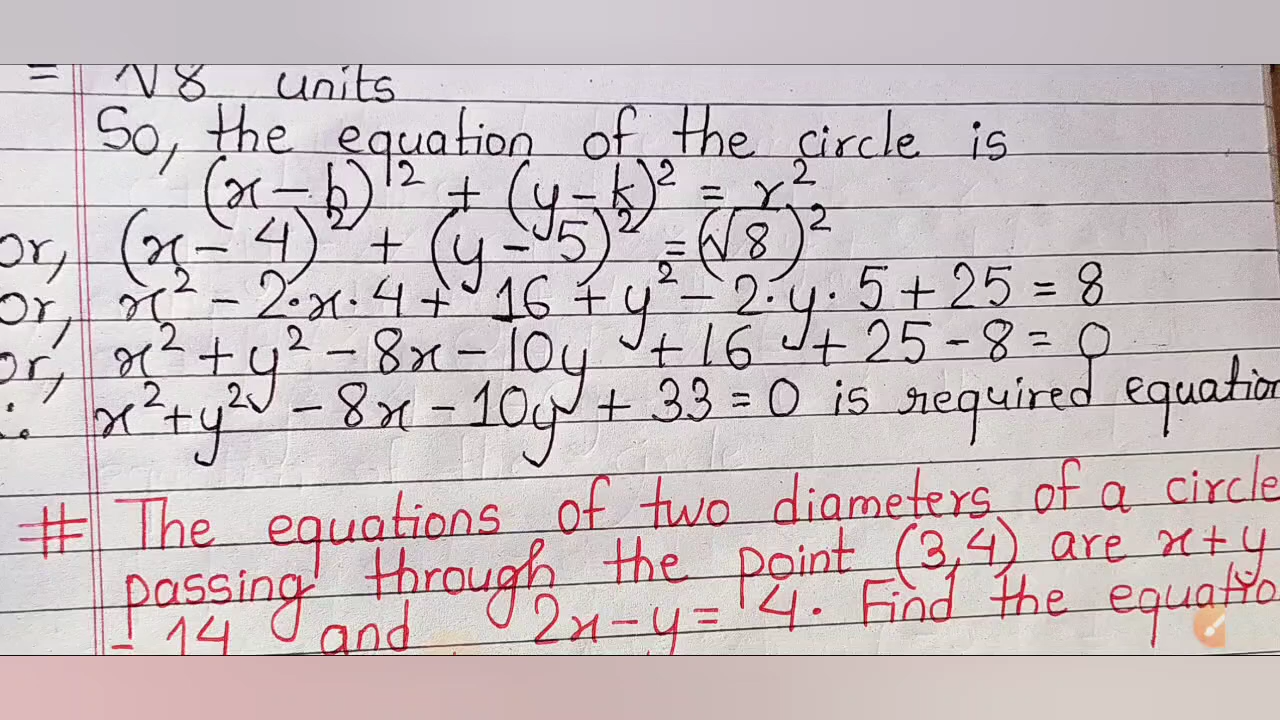 = √8 units
So, the equation of the circle is
(x-h)² + (y-k)² = r²
or, (x-4)² + (y-5)² = (√8)²
or, x² - 2·x·4 + 16 + y² - 2·y·5 + 25 = 8
or, x² + y² - 8x - 10y + 16 + 25 - 8 = 0
∴ x² + y² - 8x - 10y + 33 = 0 is required equation
# The equations of two diameters of a circle
passing through the point (3,4) are x+y
= 14 and 2x-y = 4. Find the equatio